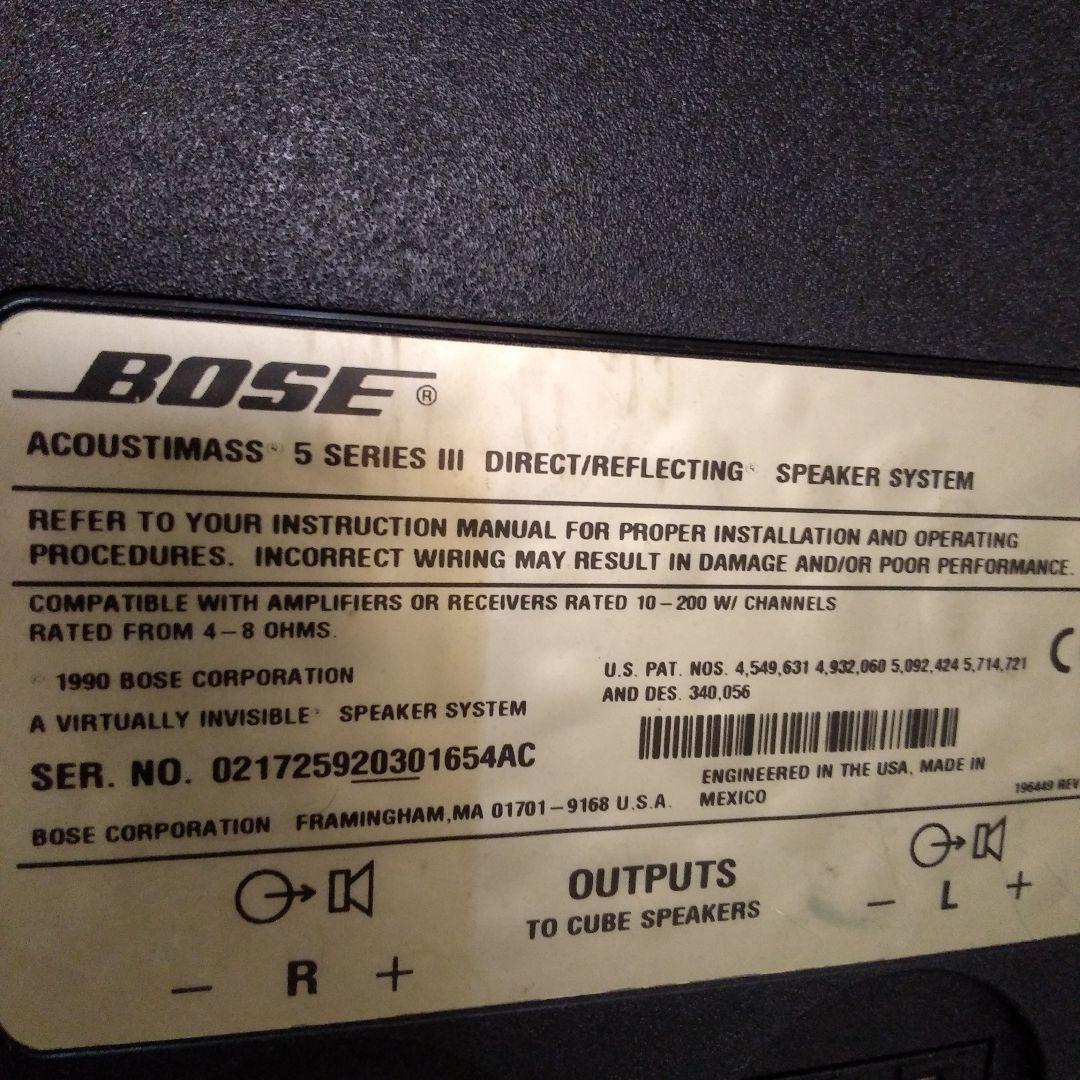 BOSE ®
ACOUSTIMASS® 5 SERIES III DIRECT/REFLECTING® SPEAKER SYSTEM
REFER TO YOUR INSTRUCTION MANUAL FOR PROPER INSTALLATION AND OPERATING
PROCEDURES. INCORRECT WIRING MAY RESULT IN DAMAGE AND/OR POOR PERFORMANCE.
COMPATIBLE WITH AMPLIFIERS OR RECEIVERS RATED 10-200 W/ CHANNELS
RATED FROM 4-8 OHMS.
© 1990 BOSE CORPORATION
A VIRTUALLY INVISIBLE® SPEAKER SYSTEM
SER. NO. 021725920301654AC
BOSE CORPORATION FRAMINGHAM, MA 01701-9168 U.S.A.
U.S. PAT. NOS. 4,549,631 4,932,060 5,092,424 5,714,721
AND DES. 340,056
C
ENGINEERED IN THE USA, MADE IN
MEXICO
196449 REV
OUTPUTS
TO CUBE SPEAKERS
- R +
- L +